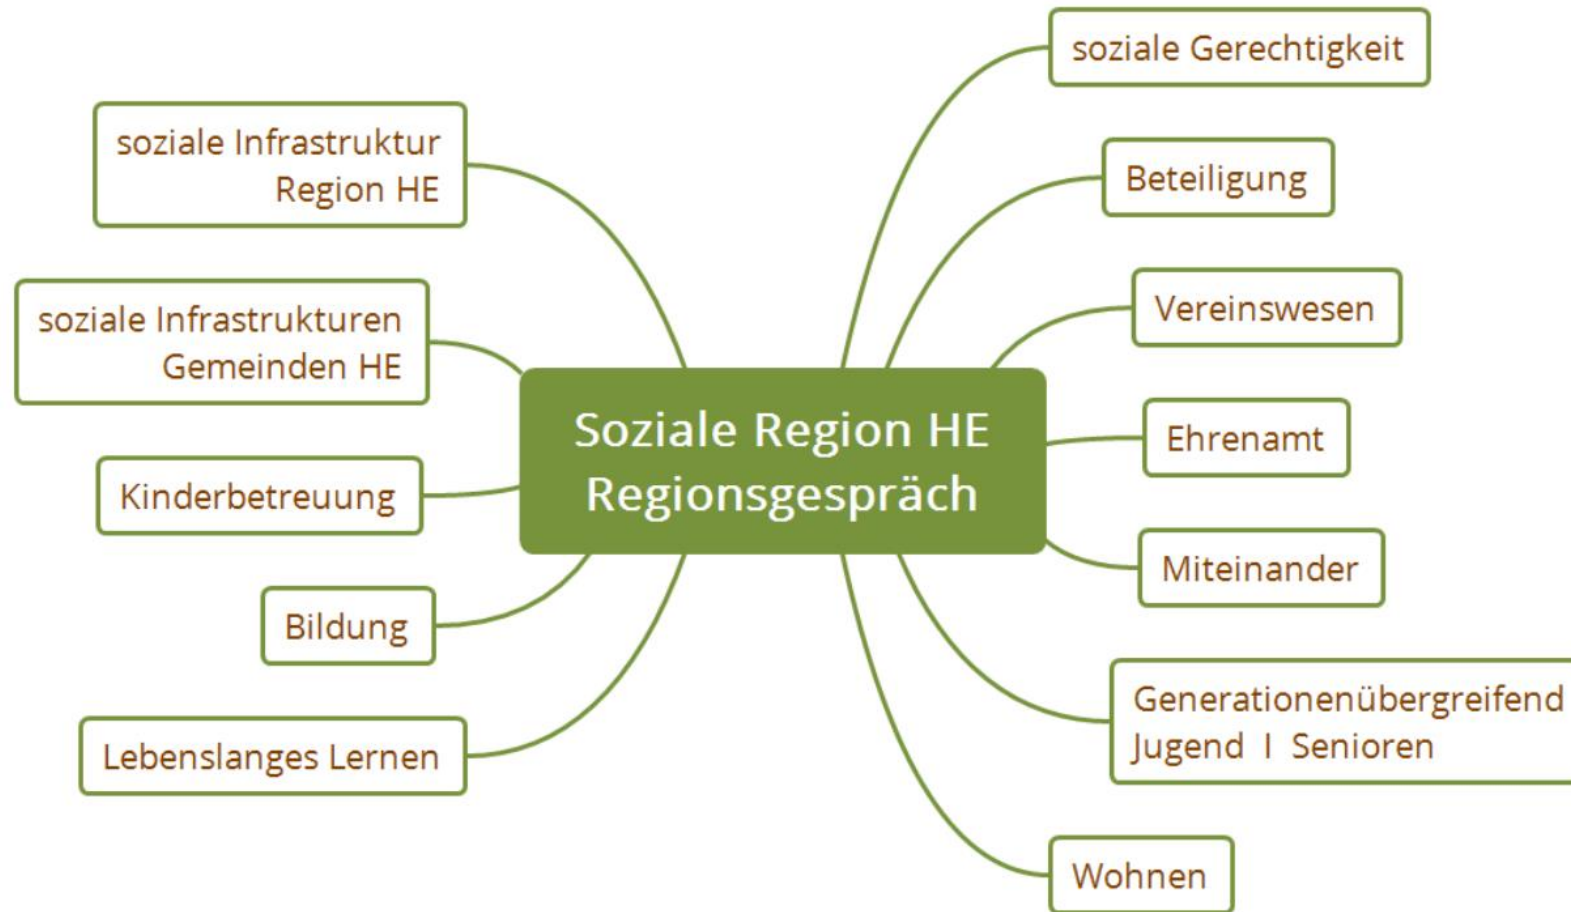 soziale Infrastruktur
Region HE
soziale Infrastrukturen
Gemeinden HE
Kinderbetreuung
Bildung
Lebenslanges Lernen
Soziale Region HE
Regionsgespräch
soziale Gerechtigkeit
Beteiligung
Vereinswesen
Ehrenamt
Miteinander
Generationenübergreifend
Jugend I Senioren
Wohnen